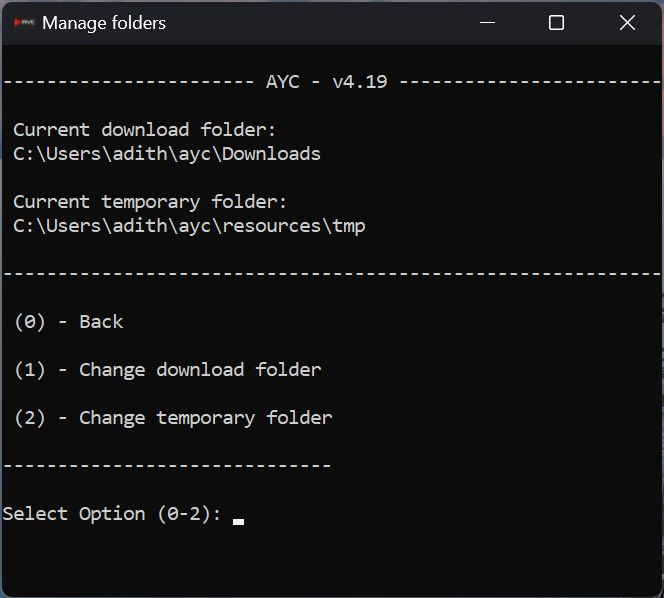 Manage folders
------------------------ AYC - v4.19 ------------------------
Current download folder:
C:\Users\adith\ayc\Downloads
Current temporary folder:
C:\Users\adith\ayc\resources\tmp
-------------------------------------------------------------
(0) - Back
(1) - Change download folder
(2) - Change temporary folder
------------------------------
Select Option (0-2):